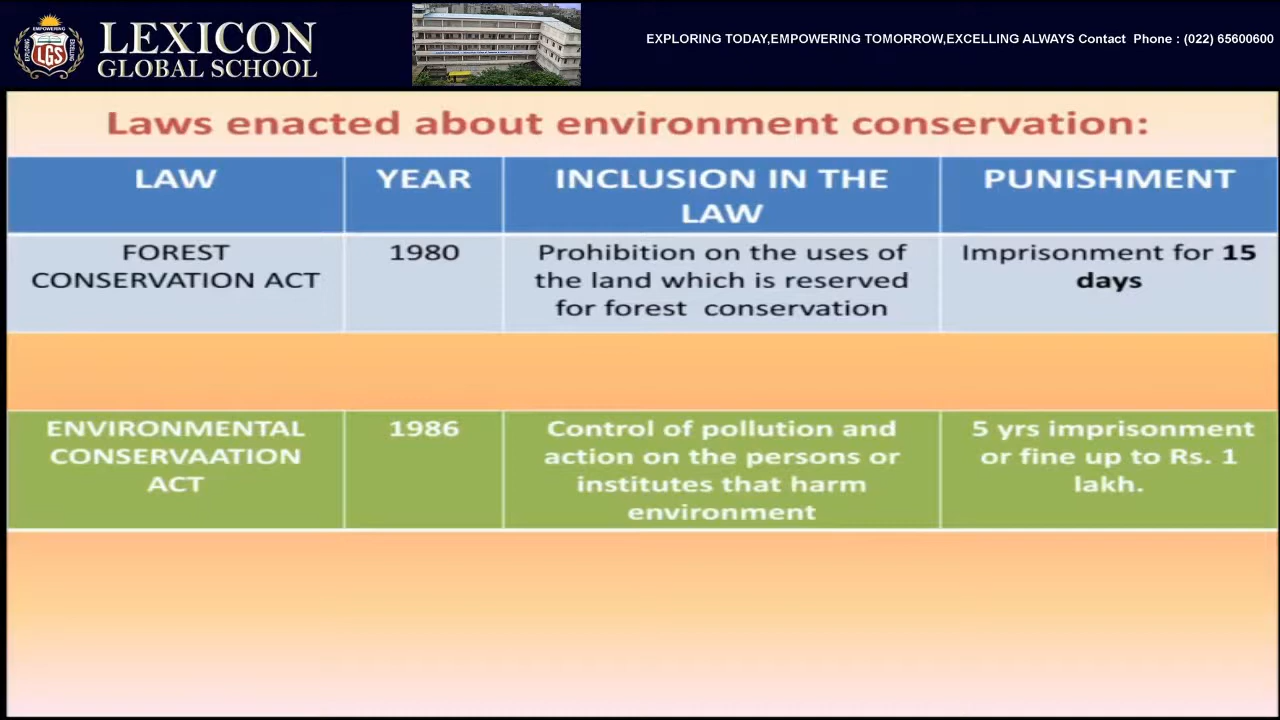 EMPOWERING
LGS
LEXICON
GLOBAL SCHOOL
EXPLORING TODAY,EMPOWERING TOMORROW,EXCELLING ALWAYS Contact Phone : (022) 65600600
Laws enacted about environment conservation:
LAW
YEAR
INCLUSION IN THE
LAW
PUNISHMENT
FOREST
CONSERVATION ACT
1980
Prohibition on the uses of
the land which is reserved
for forest conservation
Imprisonment for 15
days
ENVIRONMENTAL
CONSERVAATION
ACT
1986
Control of pollution and
action on the persons or
institutes that harm
environment
5 yrs imprisonment
or fine up to Rs. 1
lakh.